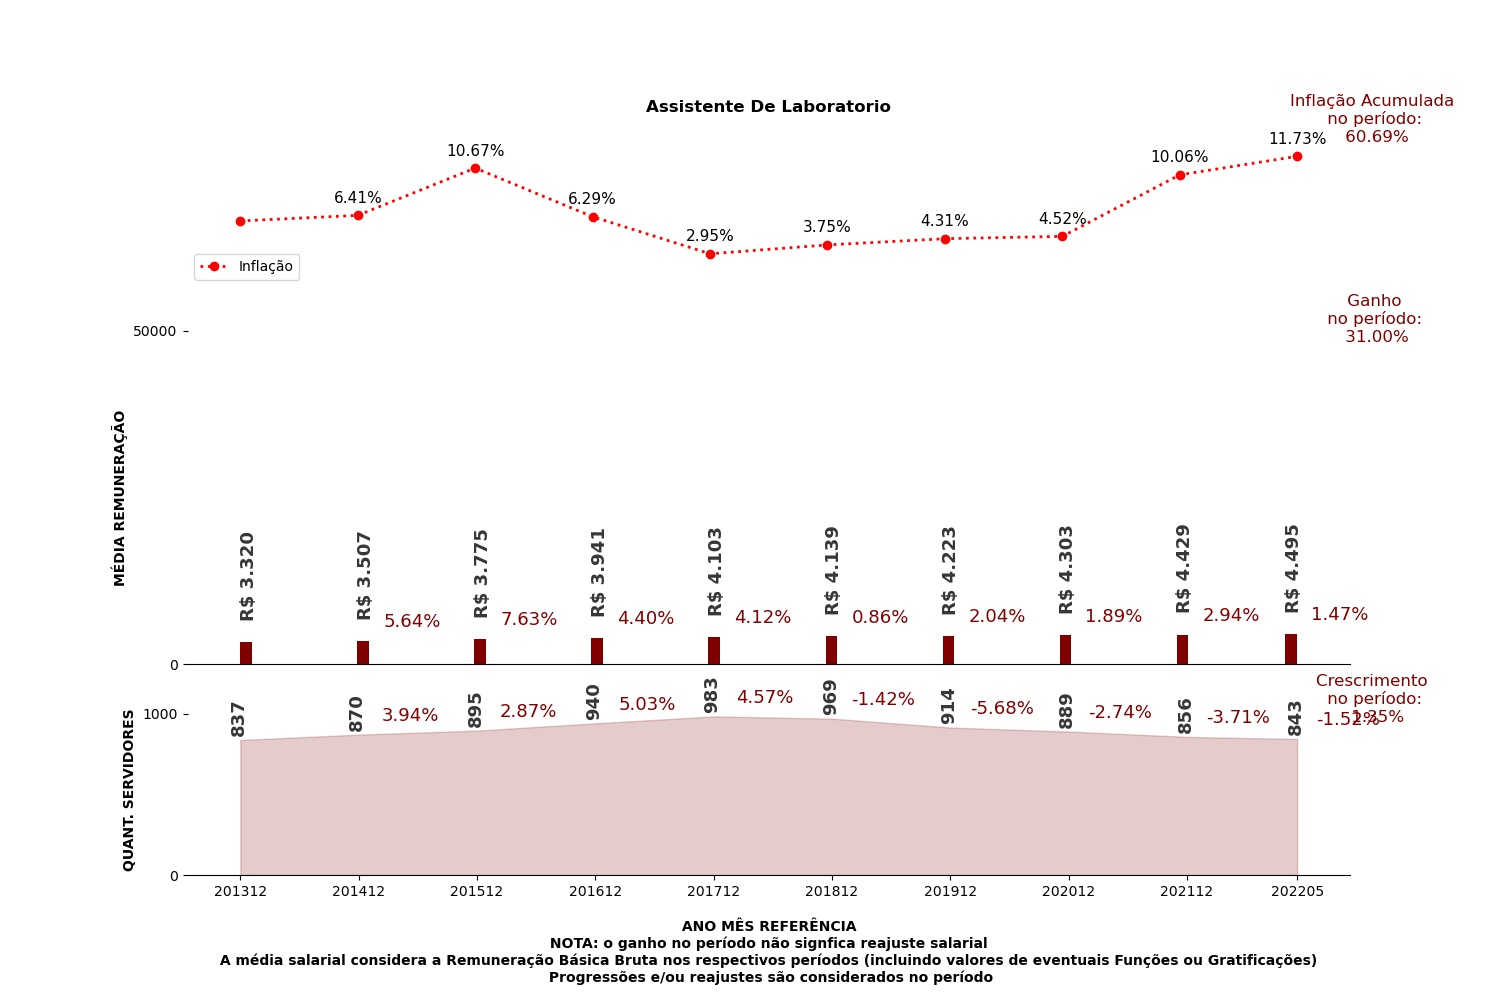 Assistente De Laboratorio
Inflação Acumulada
no período:
60.69%
6.41%
10.67%
6.29%
2.95%
3.75%
4.31%
4.52%
10.06%
11.73%
Inflação
Ganho
no período:
31.00%
50000
0
MÉDIA REMUNERAÇÃO
R$ 3.320
R$ 3.507
R$ 3.775
R$ 3.941
R$ 4.103
R$ 4.139
R$ 4.223
R$ 4.303
R$ 4.429
R$ 4.495
5.64%
7.63%
4.40%
4.12%
0.86%
2.04%
1.89%
2.94%
1.47%
Crescrimento
no período:
1000
0
QUANT. SERVIDORES
837
870
895
940
983
969
914
889
856
843
3.94%
2.87%
5.03%
4.57%
-1.42%
-5.68%
-2.74%
-3.71%
-1.52%
201312
201412
201512
201612
201712
201812
201912
202012
202112
202205
ANO MÊS REFERÊNCIA
NOTA: o ganho no período não signfica reajuste salarial
A média salarial considera a Remuneração Básica Bruta nos respectivos períodos (incluindo valores de eventuais Funções ou Gratificações)
Progressões e/ou reajustes são considerados no período